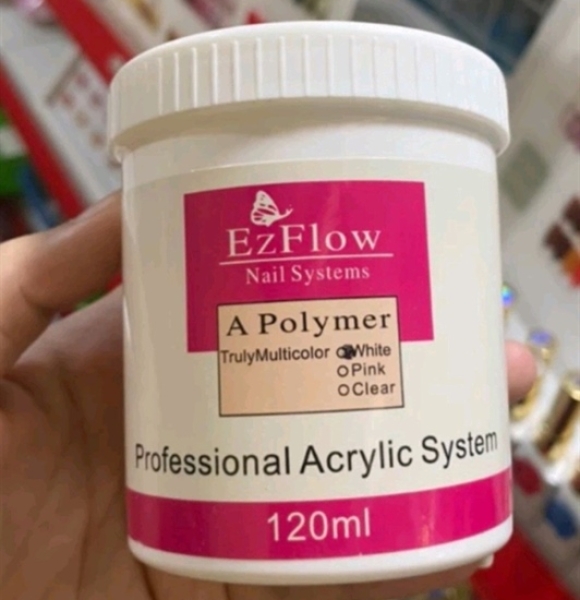 EzFlow
Nail Systems
A Polymer
TrulyMulticolor White
Pink
Clear
Professional Acrylic System
120ml